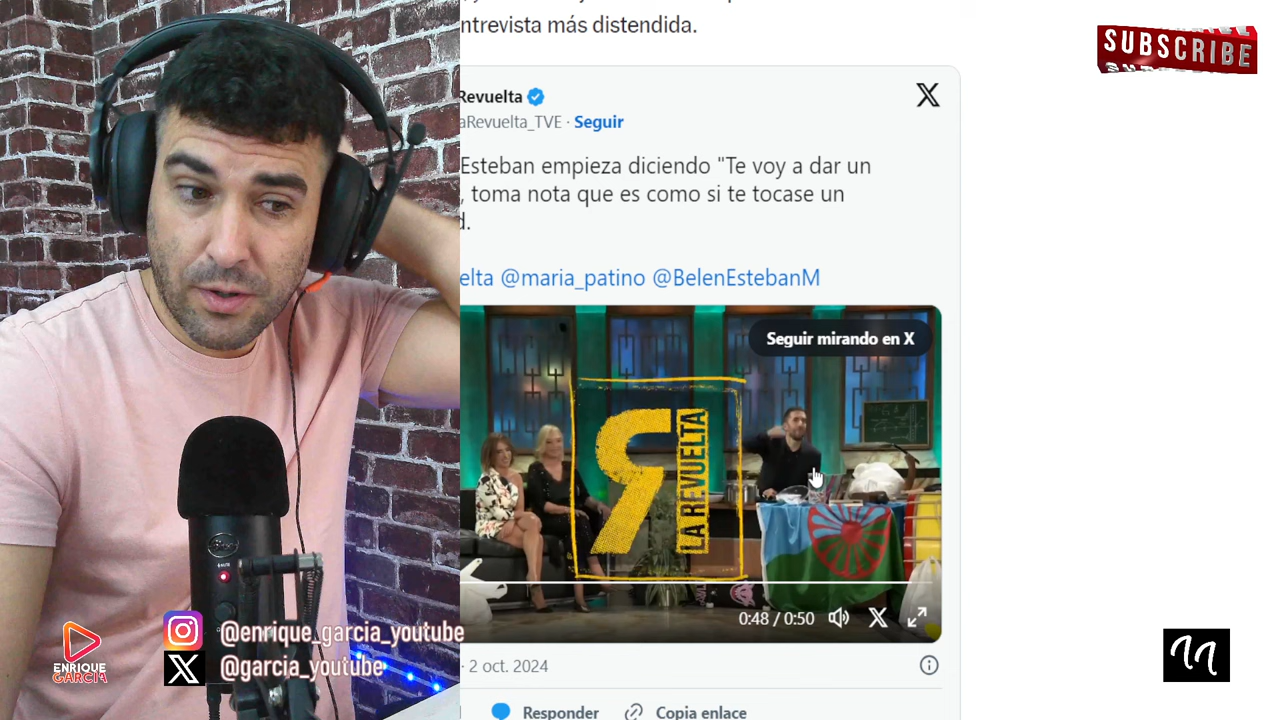 ntrevista más distendida.
SUBSCRIBE
Revuelta
aRevuelta_TVE · Seguir
Esteban empieza diciendo "Te voy a dar un
, toma nota que es como si te tocase un
d.
elta @maria_patino @BelenEstebanM
Seguir mirando en X
R
LA REVUELTA
0:48 / 0:50
@enrique_garcia_youtube
@garcia_youtube
ENRIQUE
GARCIA
· 2 oct. 2024
Responder
Copia enlace